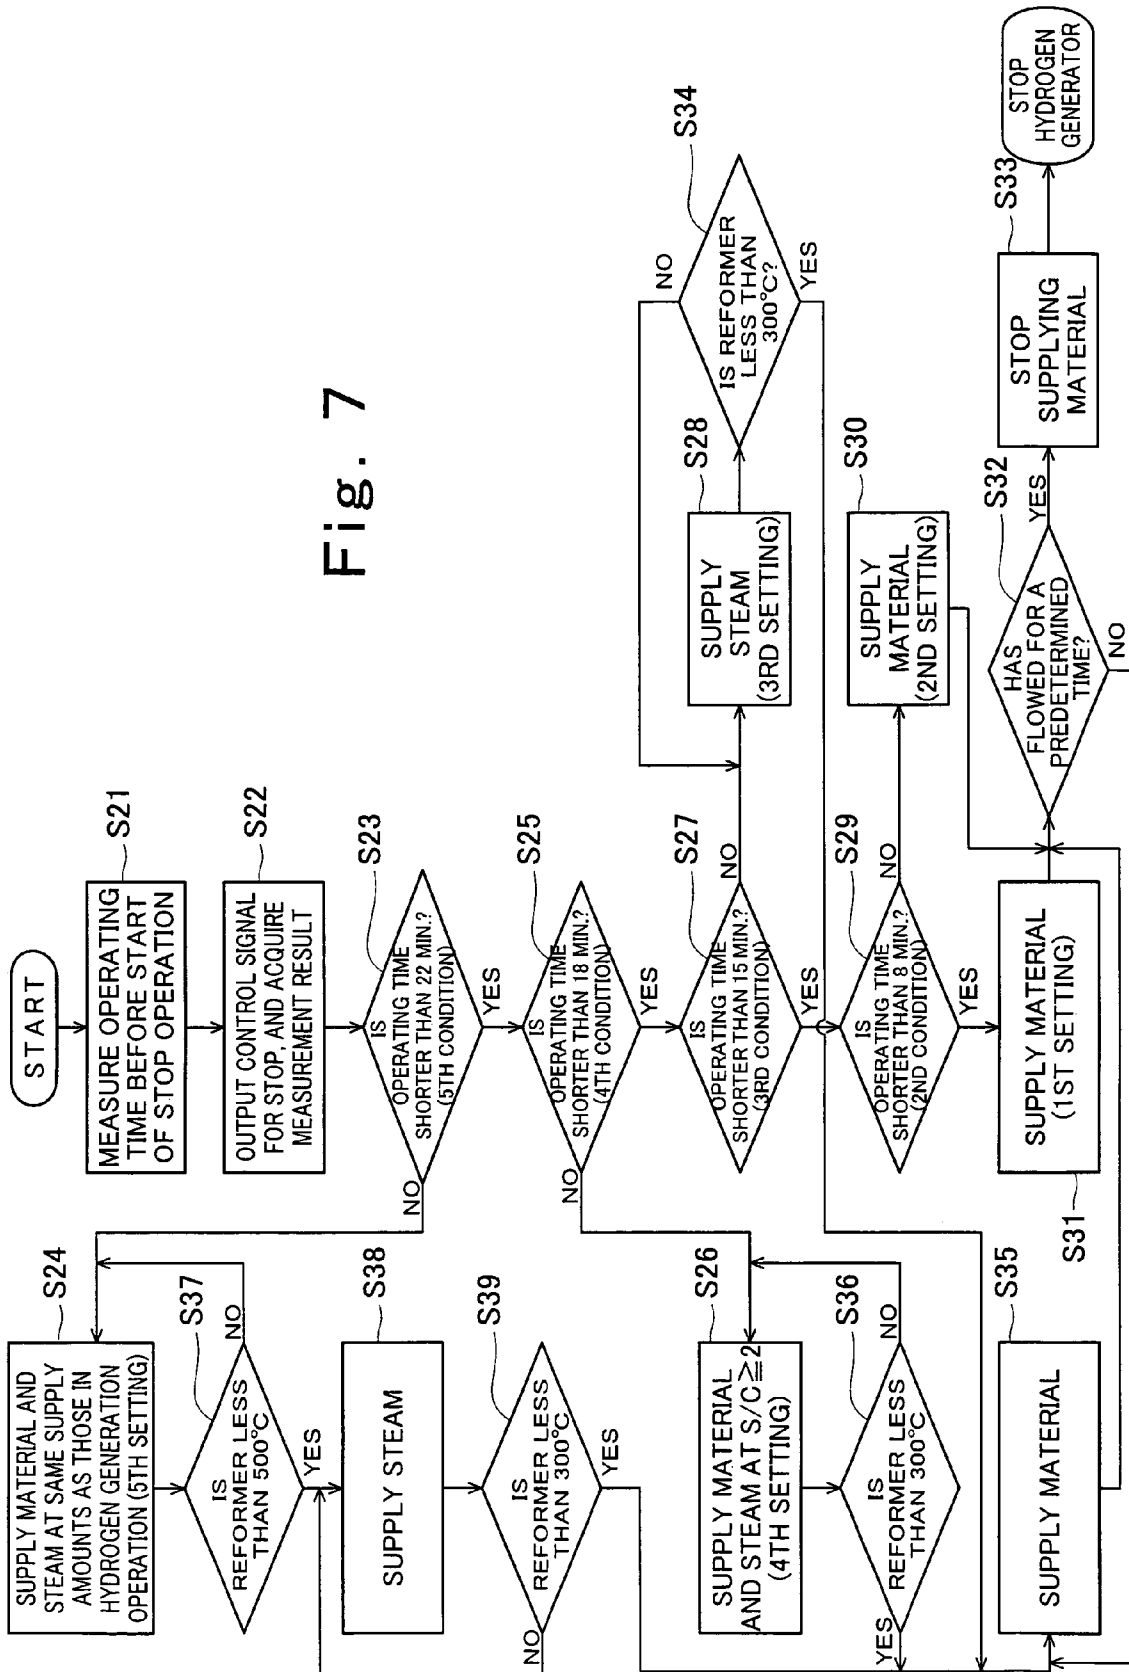 Fig. 7
START
MEASURE OPERATING
TIME BEFORE START
OF STOP OPERATION
S21
OUTPUT CONTROL SIGNAL
FOR STOP, AND ACQUIRE
MEASUREMENT RESULT
S22
IS
OPERATING TIME
SHORTER THAN 22 MIN.?
(5TH CONDITION)
S23
NO
YES
SUPPLY MATERIAL AND
STEAM AT SAME SUPPLY
AMOUNTS AS THOSE IN
HYDROGEN GENERATION
OPERATION (5TH SETTING)
S24
IS
REFORMER LESS
THAN 500°C
S37
NO
YES
SUPPLY STEAM
S38
IS
REFORMER LESS
THAN 300°C
S39
NO
YES
IS
OPERATING TIME
SHORTER THAN 18 MIN.?
(4TH CONDITION)
S25
NO
YES
SUPPLY MATERIAL
AND STEAM AT S/C≧2
(4TH SETTING)
S26
IS
REFORMER LESS
THAN 300°C
S36
NO
YES
SUPPLY MATERIAL
S35
IS
OPERATING TIME
SHORTER THAN 15 MIN.?
(3RD CONDITION)
S27
NO
YES
SUPPLY
STEAM
(3RD SETTING)
S28
IS REFORMER
LESS THAN
300°C?
S34
NO
YES
IS
OPERATING TIME
SHORTER THAN 8 MIN.?
(2ND CONDITION)
S29
NO
YES
SUPPLY
MATERIAL
(2ND SETTING)
S30
SUPPLY MATERIAL
(1ST SETTING)
S31
HAS
FLOWED FOR A
PREDETERMINED
TIME?
S32
NO
YES
STOP
SUPPLYING
MATERIAL
S33
STOP
HYDROGEN
GENERATOR